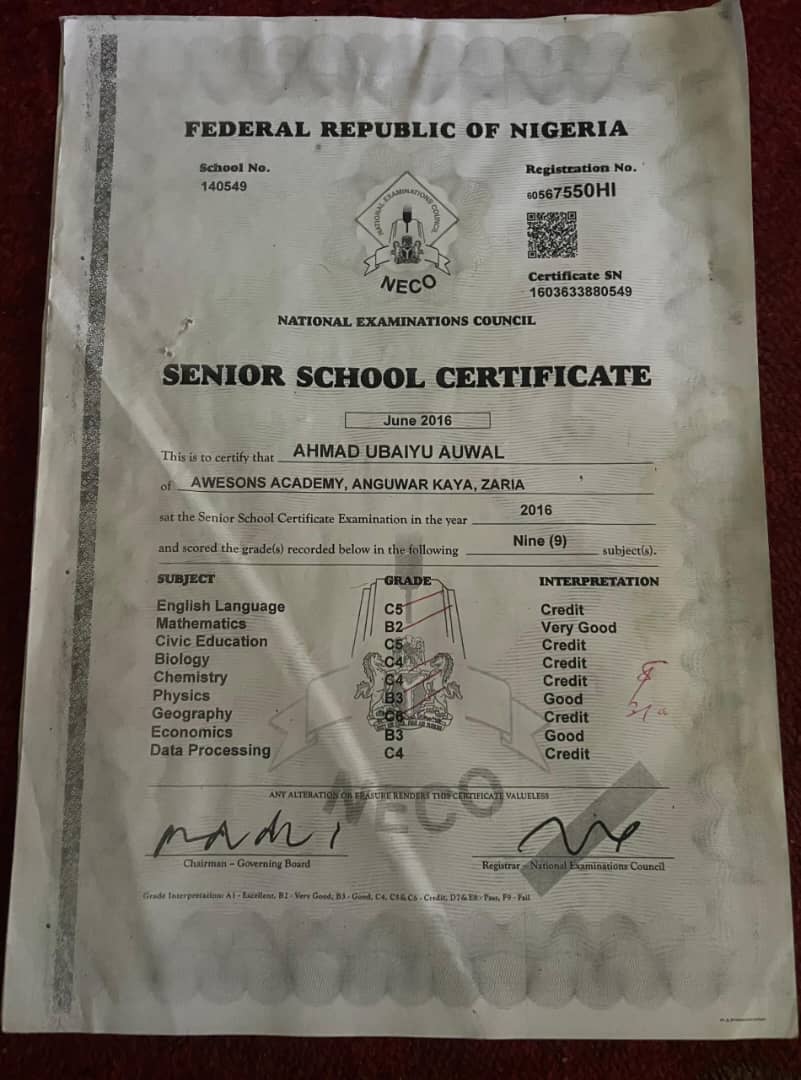 FEDERAL REPUBLIC OF NIGERIA
School No.
140549
Registration No.
60567550HI
NATIONAL EXAMINATIONS COUNCIL
NECO
Certificate SN
1603633880549
NATIONAL EXAMINATIONS COUNCIL
SENIOR SCHOOL CERTIFICATE
June 2016
This is to certify that AHMAD UBAIYU AUWAL
of AWESONS ACADEMY, ANGUWAR KAYA, ZARIA
sat the Senior School Certificate Examination in the year 2016
and scored the grade(s) recorded below in the following Nine (9) subject(s).
SUBJECT GRADE INTERPRETATION
English Language C5 Credit
Mathematics B2 Very Good
Civic Education C5 Credit
Biology C4 Credit
Chemistry C4 Credit
Physics B3 Good
Geography C6 Credit
Economics B3 Good
Data Processing C4 Credit
NECO
ANY ALTERATION OR ERASURE RENDERS THIS CERTIFICATE VALUELESS
Chairman – Governing Board
Registrar – National Examinations Council
Grade Interpretation: A1 - Excellent, B2 - Very Good, B3 - Good, C4, C5 & C6 - Credit, D7 & E8 - Pass, F9 - Fail